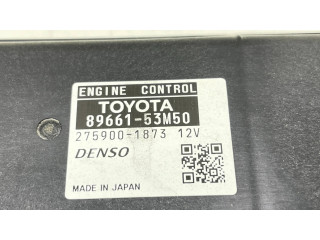 ENGINE CONTROL
TOYOTA
89661-53M50
275900-1873 12V
DENSO
MADE IN JAPAN